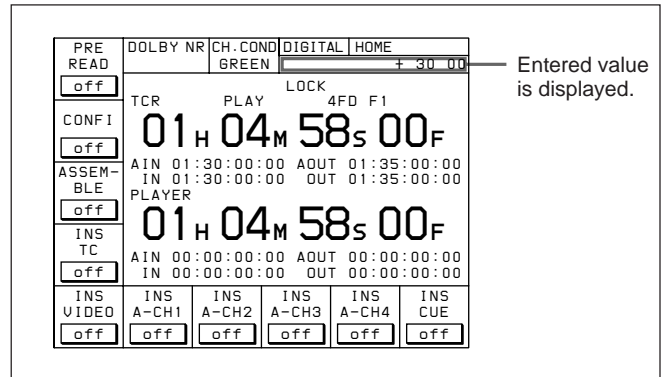 PRE READ
off
DOLBY NR
CH.COND
GREEN
DIGITAL
HOME
+ 30 00
Entered value
is displayed.
LOCK
TCR PLAY 4FD F1
01H 04M 58S 00F
AIN 01:30:00:00 AOUT 01:35:00:00
IN 01:30:00:00 OUT 01:35:00:00
PLAYER
01H 04M 58S 00F
AIN 00:00:00:00 AOUT 00:00:00:00
IN 00:00:00:00 OUT 00:00:00:00
CONFI
off
ASSEM-
BLE
off
INS
TC
off
INS
VIDEO
off
INS
A-CH1
off
INS
A-CH2
off
INS
A-CH3
off
INS
A-CH4
off
INS
CUE
off